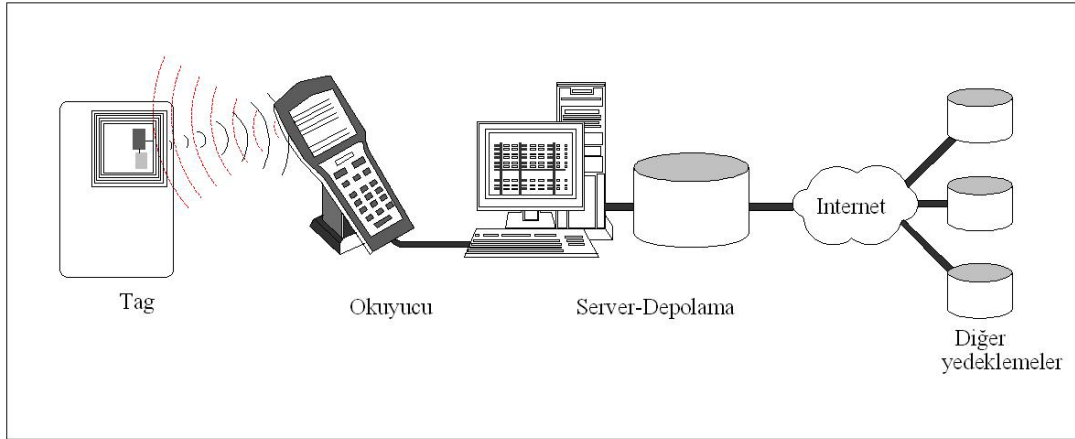 Internet
Tag
Okuyucu
Server-Depolama
Diğer
yedeklemeler